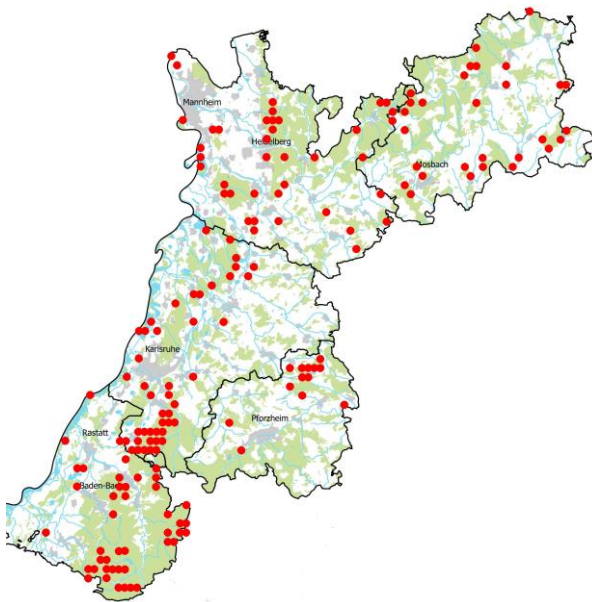 Mannheim
Heidelberg
Mosbach
Karlsruhe
Pforzheim
Rastatt
Baden-Baden